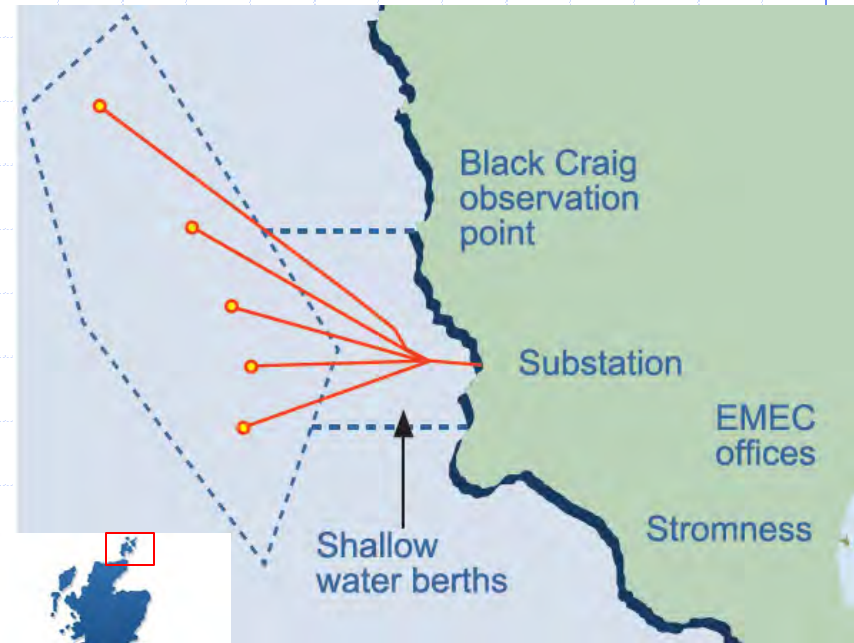 Black Craig
observation
point
Substation
EMEC
offices
Stromness
Shallow
water berths